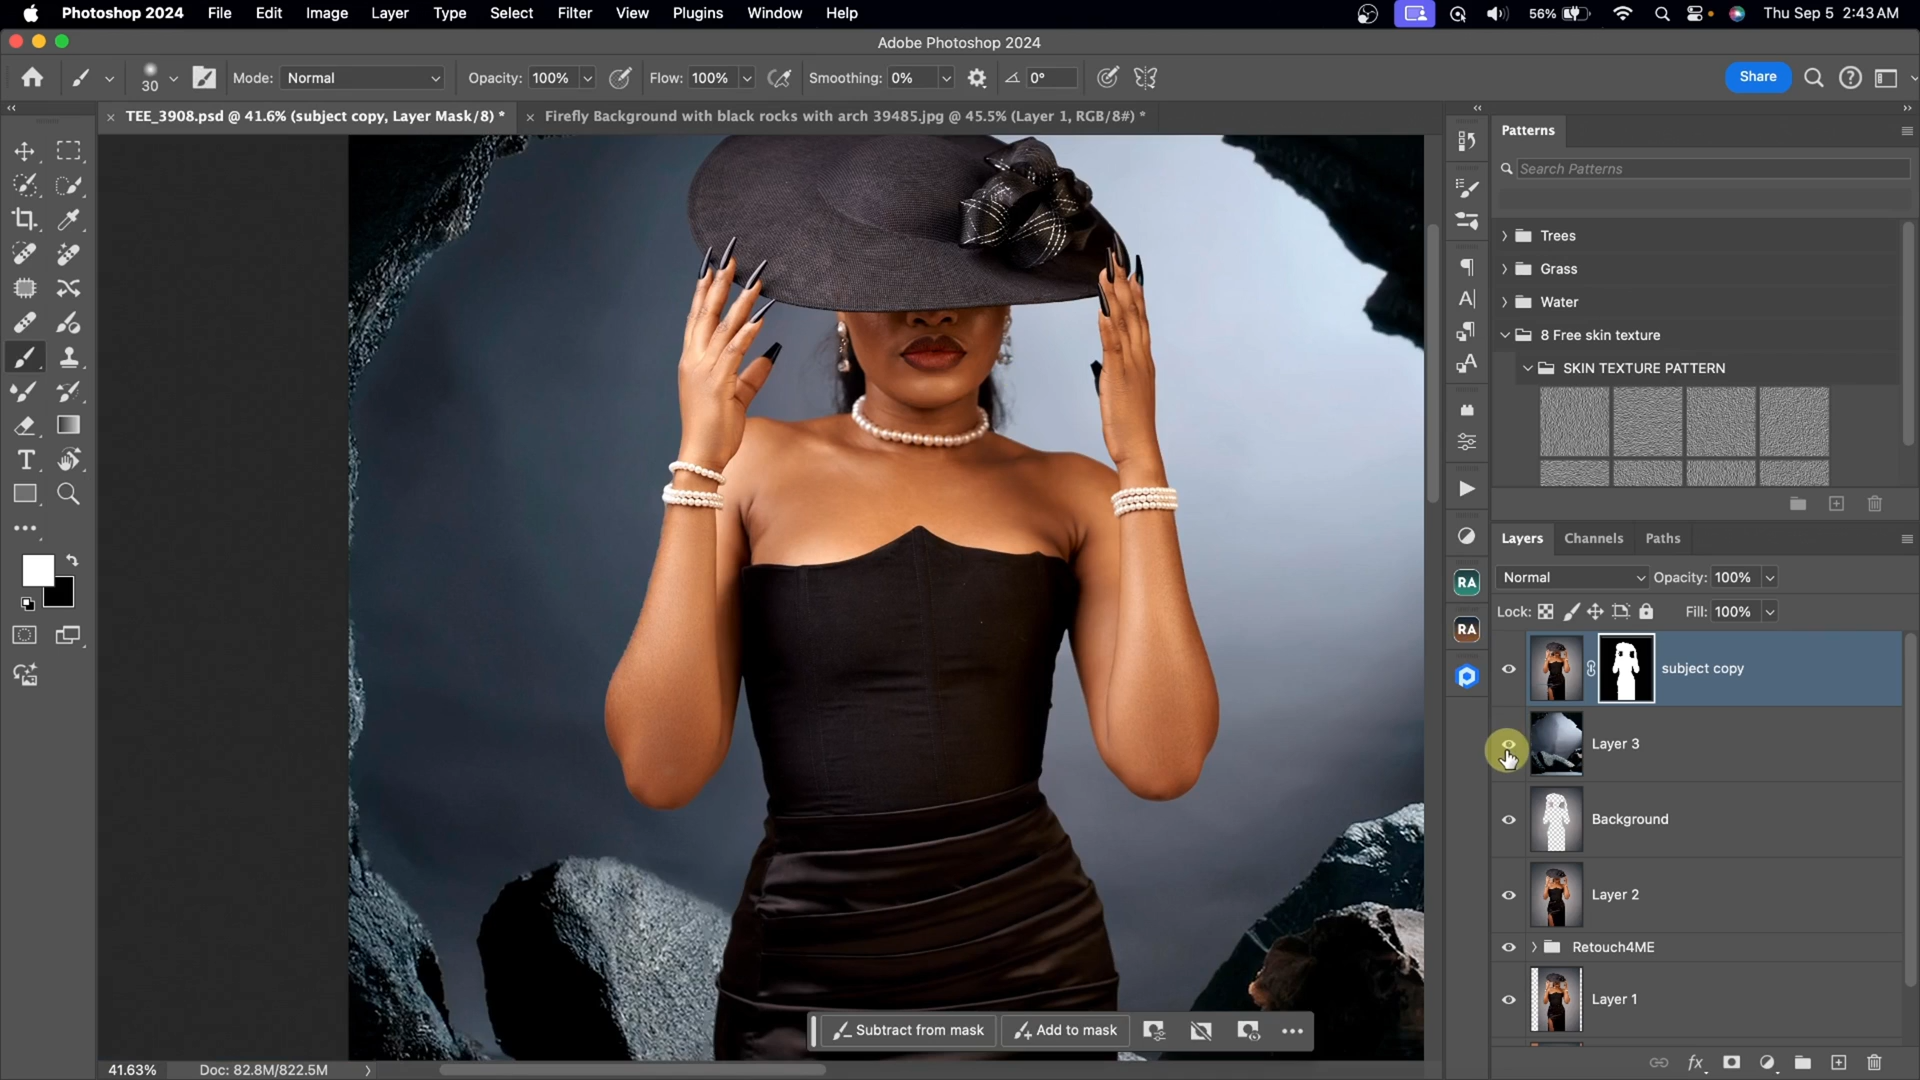 Photoshop 2024 File Edit Image Layer Type Select Filter View Plugins Window Help 56% Thu Sep 5 2:43 AM
Adobe Photoshop 2024
30 Mode: Normal Opacity: 100% Flow: 100% Smoothing: 0% 0° Share
TEE_3908.psd @ 41.6% (subject copy, Layer Mask/8) * Firefly Background with black rocks with arch 39485.jpg @ 45.5% (Layer 1, RGB/8#) *
Patterns
Search Patterns
Trees
Grass
Water
8 Free skin texture
SKIN TEXTURE PATTERN
Layers Channels Paths
Normal Opacity: 100%
Lock: Fill: 100%
RA
RA
subject copy
Layer 3
Background
Layer 2
Retouch4ME
Layer 1
Subtract from mask Add to mask
41.63% Doc: 82.8M/822.5M